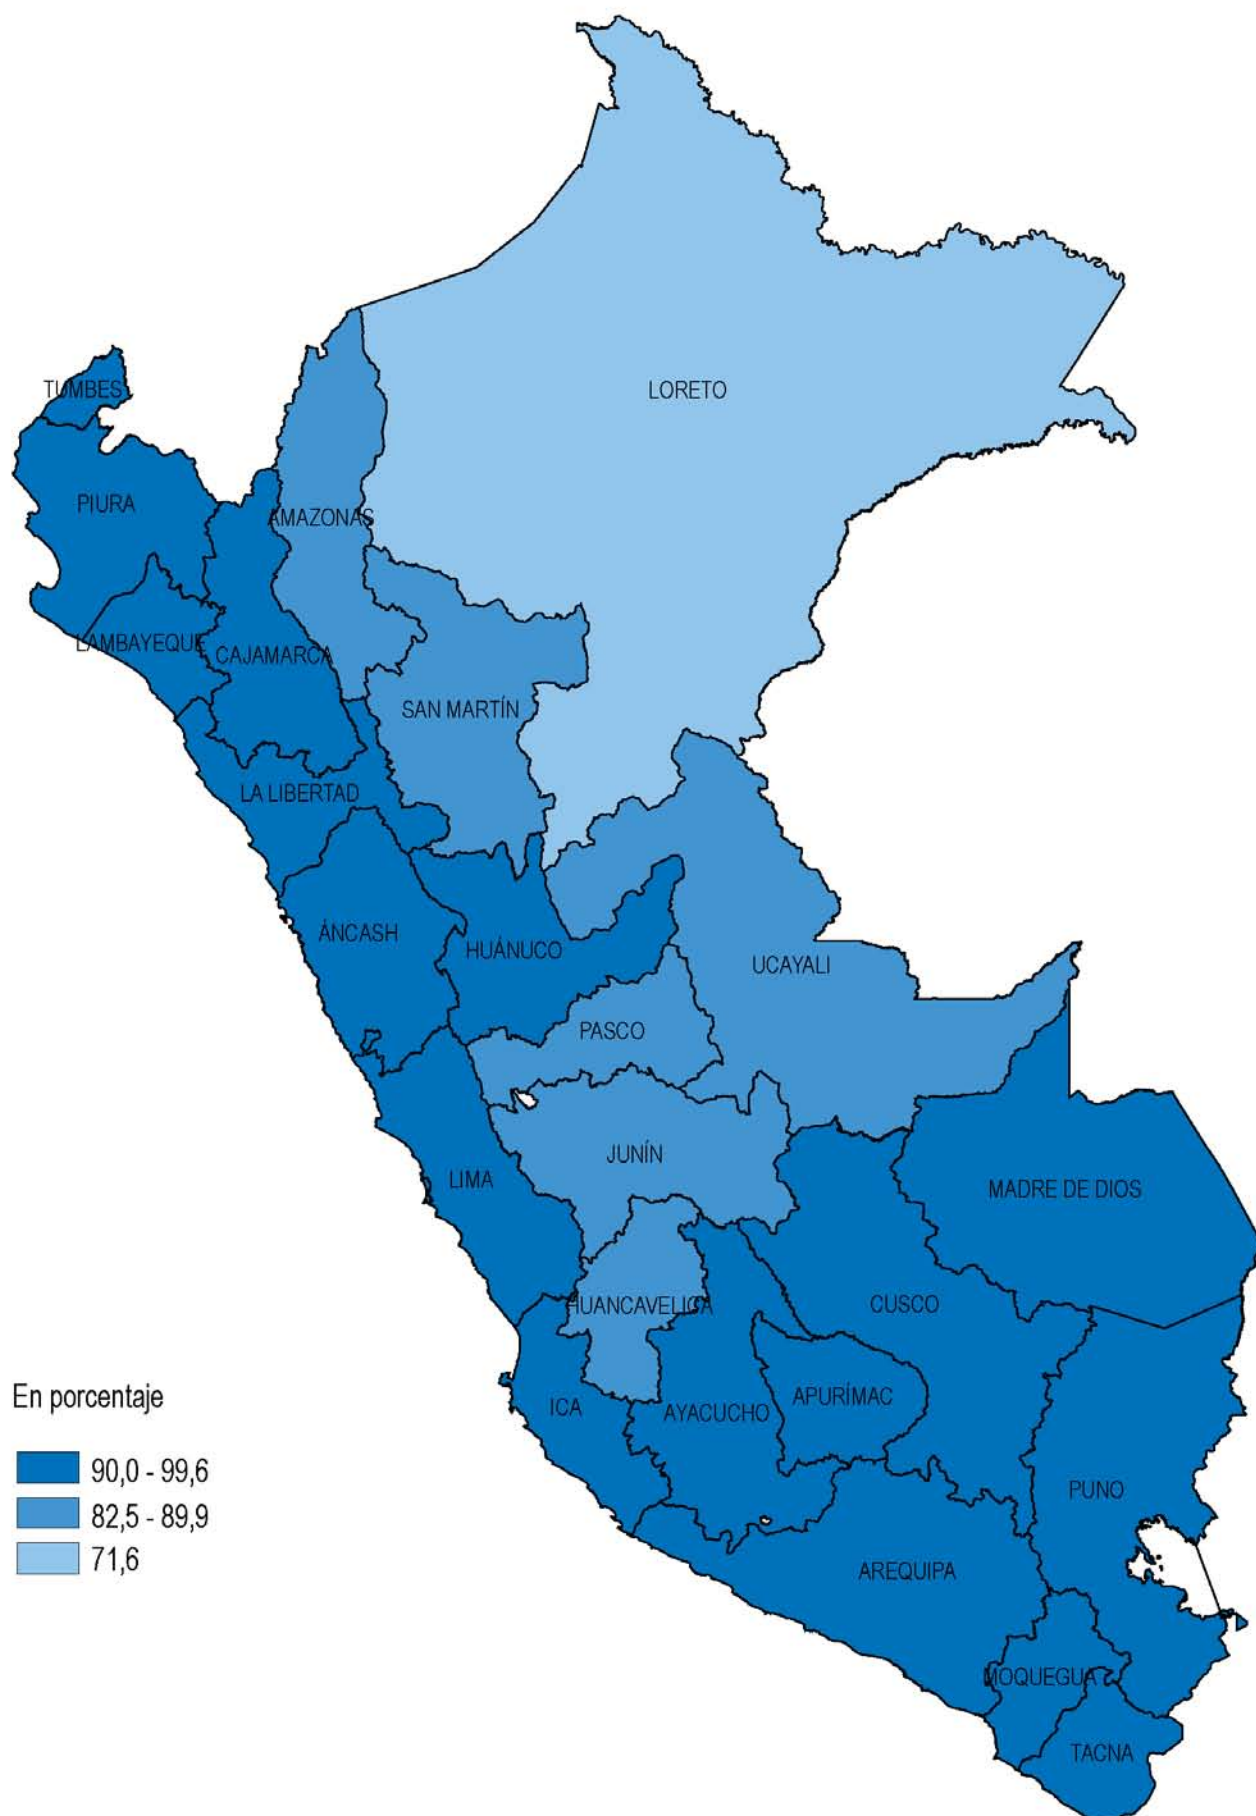 LORETO
TUMBES
PIURA
AMAZONAS
LAMBAYEQUE
CAJAMARCA
SAN MARTÍN
LA LIBERTAD
ÁNCASH
HUÁNUCO
UCAYALI
PASCO
JUNÍN
LIMA
MADRE DE DIOS
HUANCAVELICA
CUSCO
ICA
AYACUCHO
APURÍMAC
PUNO
AREQUIPA
MOQUEGUA
TACNA
En porcentaje
90,0 - 99,6
82,5 - 89,9
71,6